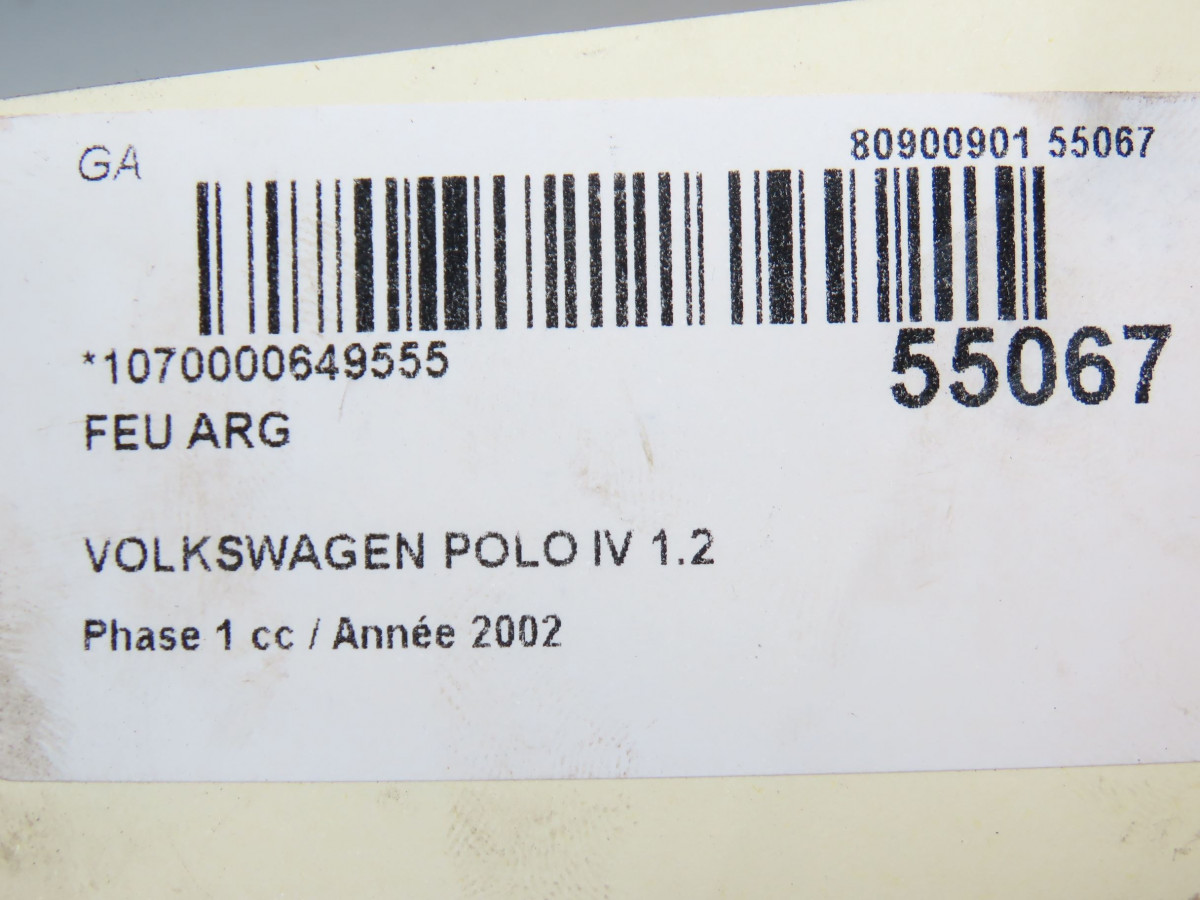 GA
80900901 55067
*1070000649555
55067
FEU ARG
VOLKSWAGEN POLO IV 1.2
Phase 1 cc / Année 2002